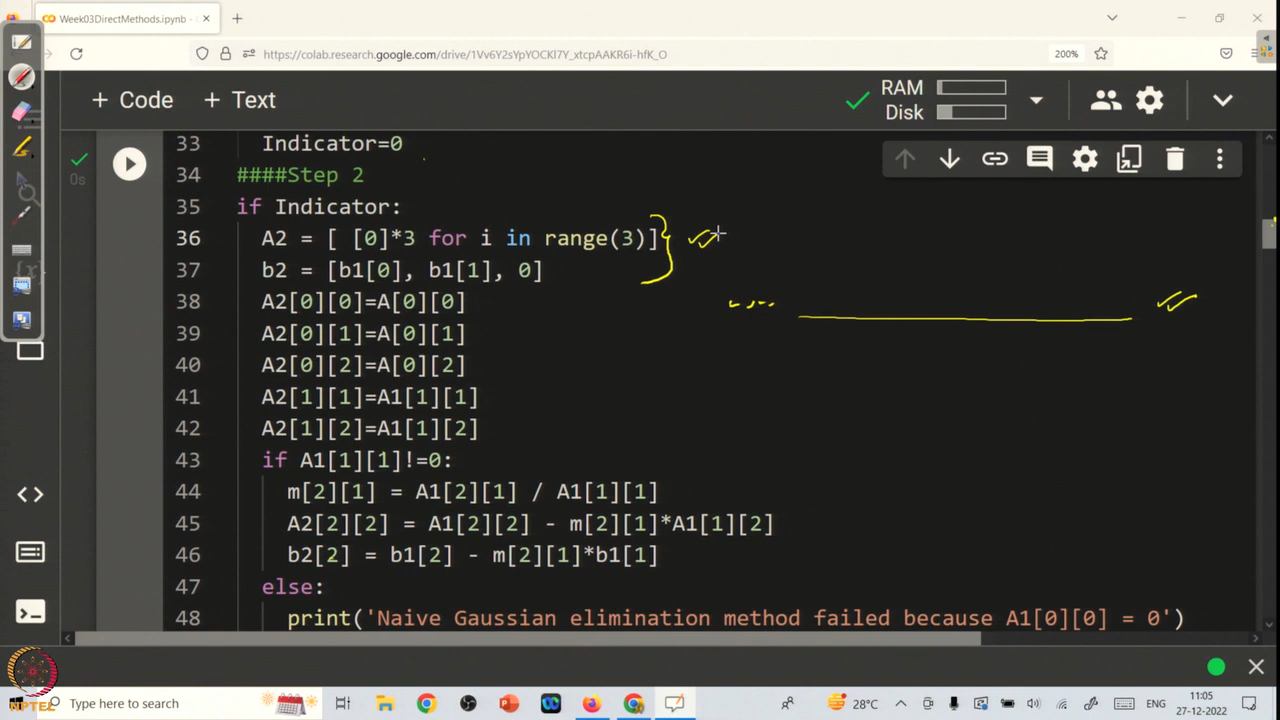 Week03DirectMethods.ipynb -
https://colab.research.google.com/drive/1Vv6Y2sYpYOCKl7Y_xtcpAAKR6i-hfK_O
200%
+ Code + Text
RAM
Disk
33 Indicator=0
34 ####Step 2
35 if Indicator:
36 A2 = [ [0]*3 for i in range(3)]
37 b2 = [b1[0], b1[1], 0]
38 A2[0][0]=A[0][0]
39 A2[0][1]=A[0][1]
40 A2[0][2]=A[0][2]
41 A2[1][1]=A1[1][1]
42 A2[1][2]=A1[1][2]
43 if A1[1][1]!=0:
44 m[2][1] = A1[2][1] / A1[1][1]
45 A2[2][2] = A1[2][2] - m[2][1]*A1[1][2]
46 b2[2] = b1[2] - m[2][1]*b1[1]
47 else:
48 print('Naive Gaussian elimination method failed because A1[0][0] = 0')
0s
NPTEL
Type here to search
28°C
ENG
11:05
27-12-2022